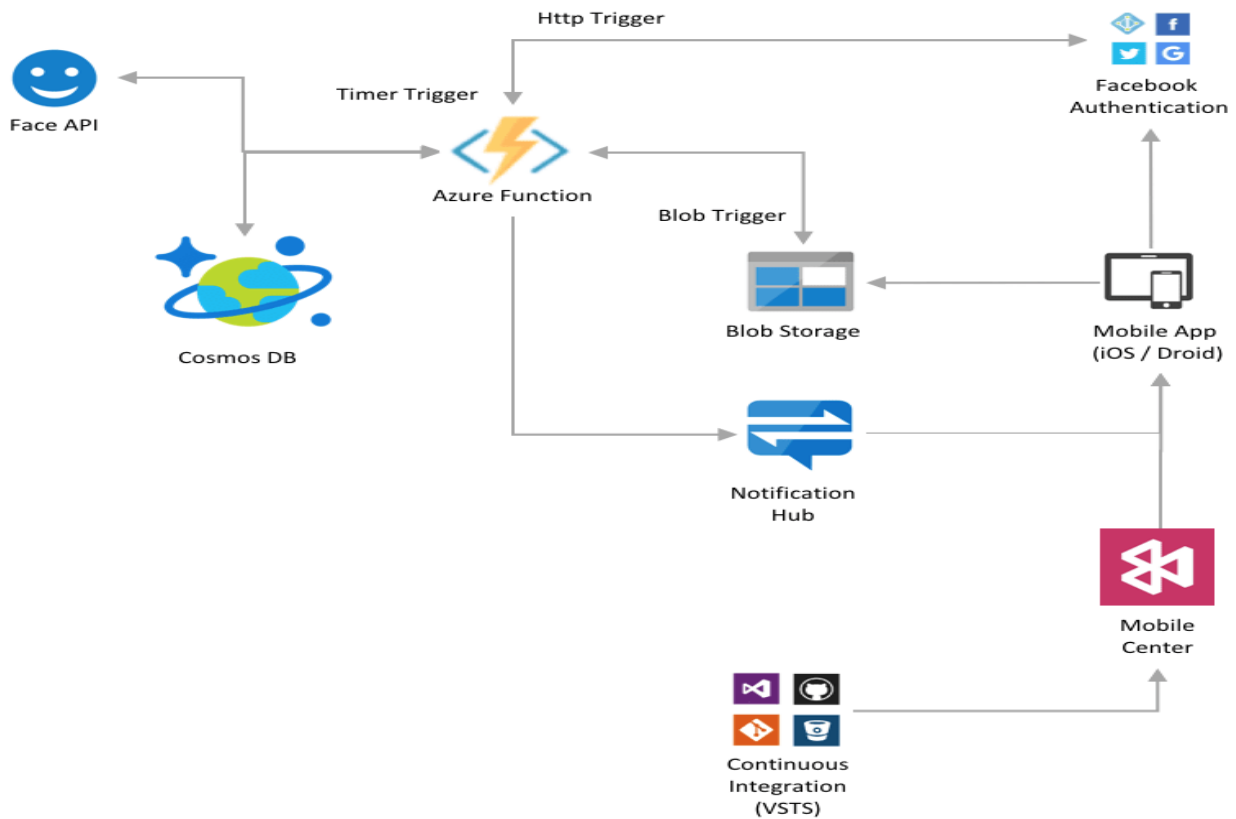 Http Trigger
Face API
Timer Trigger
Azure Function
Facebook
Authentication
Blob Trigger
Blob Storage
Mobile App
(iOS / Droid)
Cosmos DB
Notification
Hub
Mobile
Center
Continuous
Integration
(VSTS)